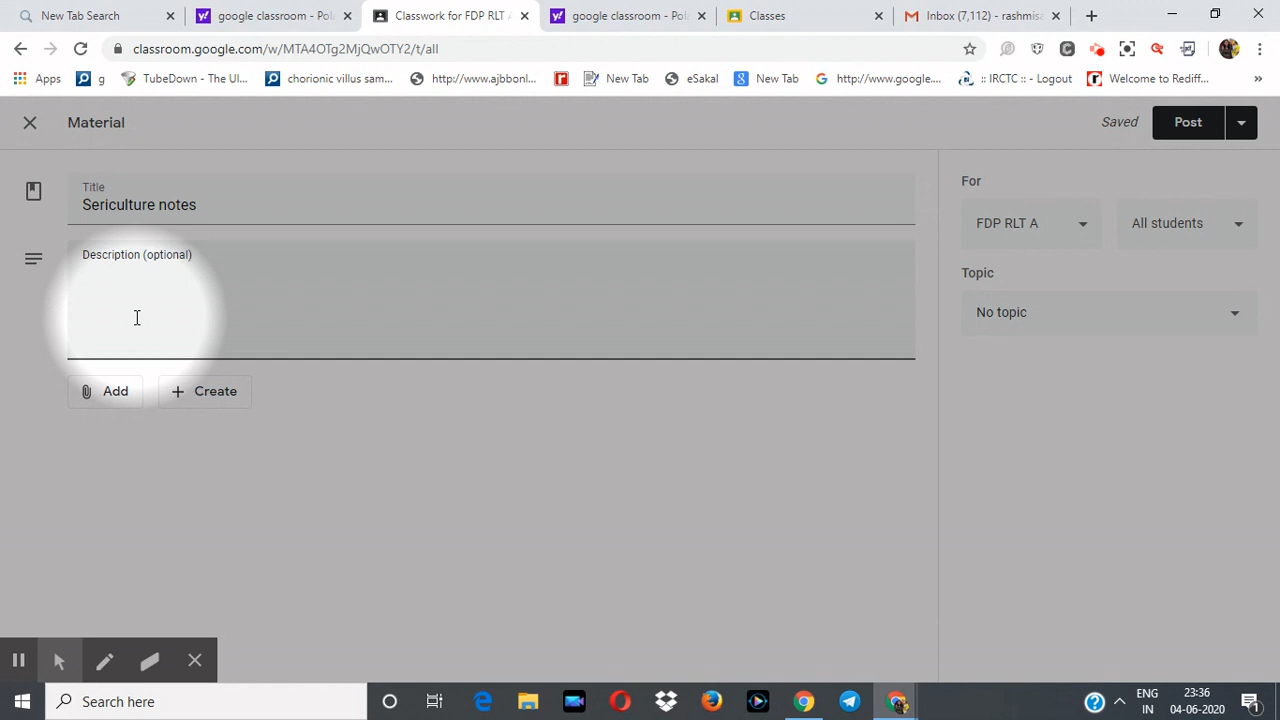 New Tab Search
google classroom - Pol
Classwork for FDP RLT A
google classroom - Pol
Classes
Inbox (7,112) - rashmisa
classroom.google.com/w/MTA4OTg2MjQwOTY2/t/all
Apps
g
TubeDown - The Ul...
chorionic villus sam...
http://www.ajbbonl...
New Tab
eSakal
New Tab
http://www.google....
:: IRCTC :: - Logout
Welcome to Rediff...
Material
Saved
Post
Title
Sericulture notes
Description (optional)
Add
Create
For
FDP RLT A
All students
Topic
No topic
Search here
ENG
IN
23:36
04-06-2020
1